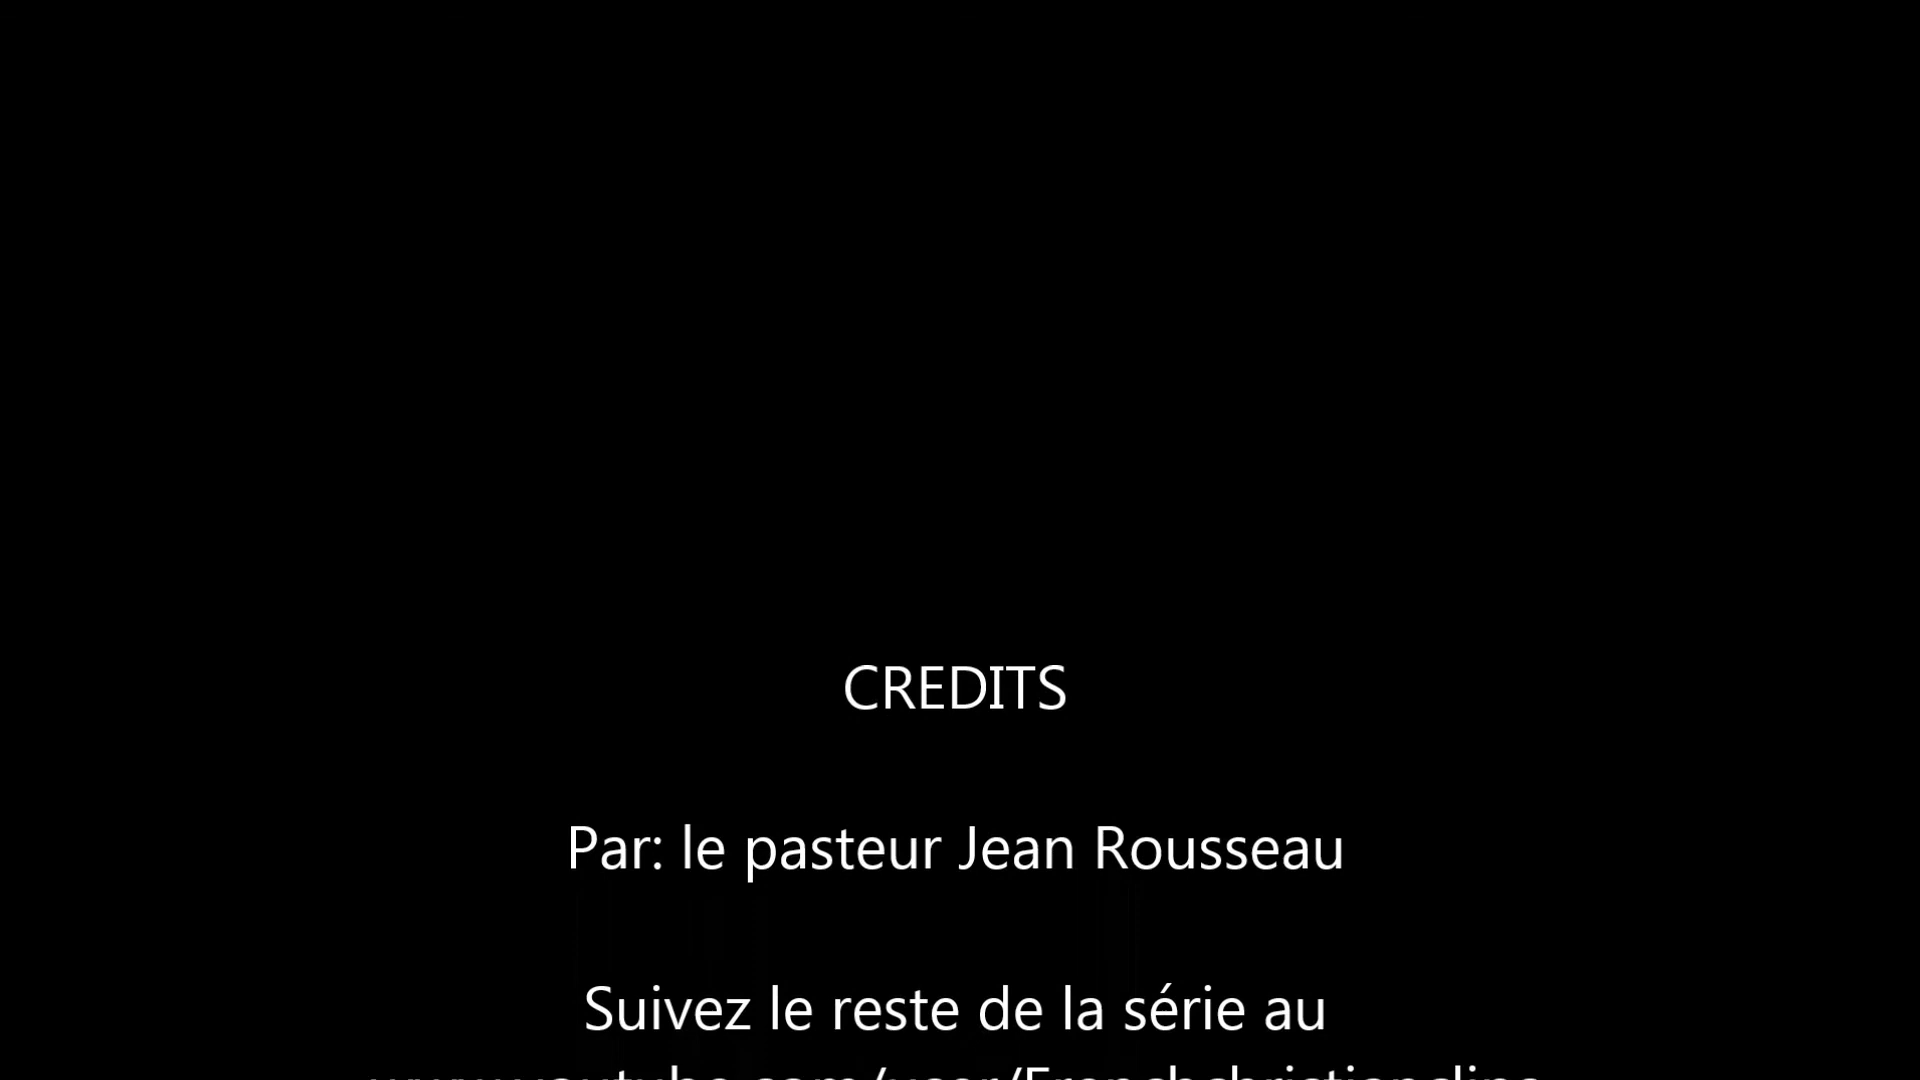 CREDITS
Par: le pasteur Jean Rousseau
Suivez le reste de la série au